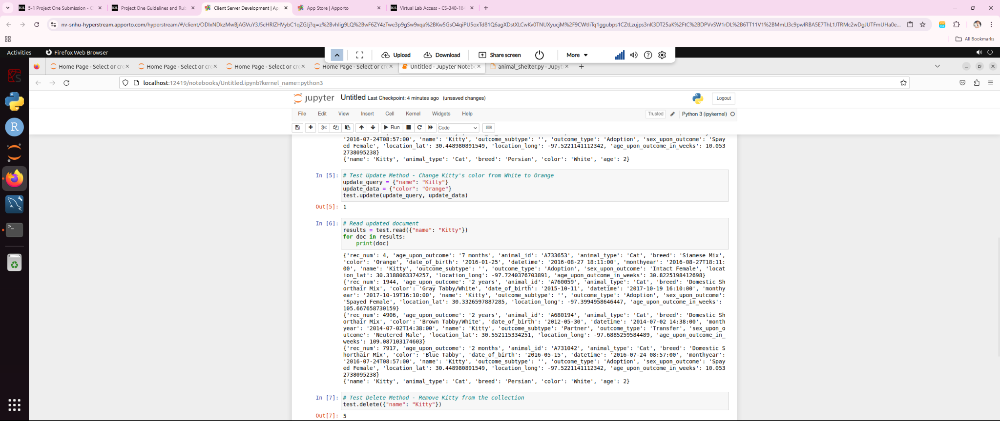 5-1 Project One Submission - C
Project One Guidelines and Rub
Client Server Development | Ap
App Store | Apporto
Virtual Lab Access - CS-340-18
All Bookmarks
Activities
Firefox Web Browser
Upload
Download
Share screen
More
Home Page - Select or cre
Home Page - Select or cre
Home Page - Select or cre
Home Page - Select or cre
Untitled - Jupyter Notebo
animal_shelter.py - Jupyt
localhost:12419/notebooks/Untitled.ipynb?kernel_name=python3
jupyter Untitled Last Checkpoint: 4 minutes ago (unsaved changes)
Logout
File Edit View Insert Cell Kernel Widgets Help
Trusted
Python 3 (ipykernel)
Run
Code
'2016-07-24T08:57:00', 'name': 'Kitty', 'outcome_subtype': '', 'outcome_type': 'Adoption', 'sex_upon_outcome': 'Spay
ed Female', 'location_lat': 30.448980891549, 'location_long': -97.5221141112342, 'age_upon_outcome_in_weeks': 10.053
2738095238}
{'name': 'Kitty', 'animal_type': 'Cat', 'breed': 'Persian', 'color': 'White', 'age': 2}
In [5]: # Test Update Method - Change Kitty's color from White to Orange
update_query = {"name": "Kitty"}
update_data = {"color": "Orange"}
test.update(update_query, update_data)
Out[5]: 1
In [6]: # Read updated document
results = test.read({"name": "Kitty"})
for doc in results:
print(doc)
{'rec_num': 4, 'age_upon_outcome': '7 months', 'animal_id': 'A733653', 'animal_type': 'Cat', 'breed': 'Siamese Mix',
'color': 'Orange', 'date_of_birth': '2016-01-25', 'datetime': '2016-08-27 18:11:00', 'monthyear': '2016-08-27T18:11:
00', 'name': 'Kitty', 'outcome_subtype': '', 'outcome_type': 'Adoption', 'sex_upon_outcome': 'Intact Female', 'locat
ion_lat': 30.3188063374257, 'location_long': -97.7240376703891, 'age_upon_outcome_in_weeks': 30.8225198412698}
{'rec_num': 1944, 'age_upon_outcome': '2 years', 'animal_id': 'A760059', 'animal_type': 'Cat', 'breed': 'Domestic Sh
orthair Mix', 'color': 'Gray Tabby/White', 'date_of_birth': '2015-10-11', 'datetime': '2017-10-19 16:10:00', 'monthy
ear': '2017-10-19T16:10:00', 'name': 'Kitty', 'outcome_subtype': '', 'outcome_type': 'Adoption', 'sex_upon_outcome':
'Spayed Female', 'location_lat': 30.3326597887285, 'location_long': -97.3994958646447, 'age_upon_outcome_in_weeks':
105.667658730159}
{'rec_num': 4906, 'age_upon_outcome': '2 years', 'animal_id': 'A680194', 'animal_type': 'Cat', 'breed': 'Domestic Sh
orthair Mix', 'color': 'Brown Tabby/White', 'date_of_birth': '2012-05-30', 'datetime': '2014-07-02 14:38:00', 'month
year': '2014-07-02T14:38:00', 'name': 'Kitty', 'outcome_subtype': 'Partner', 'outcome_type': 'Transfer', 'sex_upon_o
utcome': 'Neutered Male', 'location_lat': 30.552115334251, 'location_long': -97.6885259584489, 'age_upon_outcome_in_
weeks': 109.087103174603}
{'rec_num': 7917, 'age_upon_outcome': '2 months', 'animal_id': 'A731042', 'animal_type': 'Cat', 'breed': 'Domestic S
horthair Mix', 'color': 'Blue Tabby', 'date_of_birth': '2016-05-15', 'datetime': '2016-07-24 08:57:00', 'monthyear':
'2016-07-24T08:57:00', 'name': 'Kitty', 'outcome_subtype': '', 'outcome_type': 'Adoption', 'sex_upon_outcome': 'Spay
ed Female', 'location_lat': 30.448980891549, 'location_long': -97.5221141112342, 'age_upon_outcome_in_weeks': 10.053
2738095238}
{'name': 'Kitty', 'animal_type': 'Cat', 'breed': 'Persian', 'color': 'White', 'age': 2}
In [7]: # Test Delete Method - Remove Kitty from the collection
test.delete({"name": "Kitty"})
Out[7]: 5